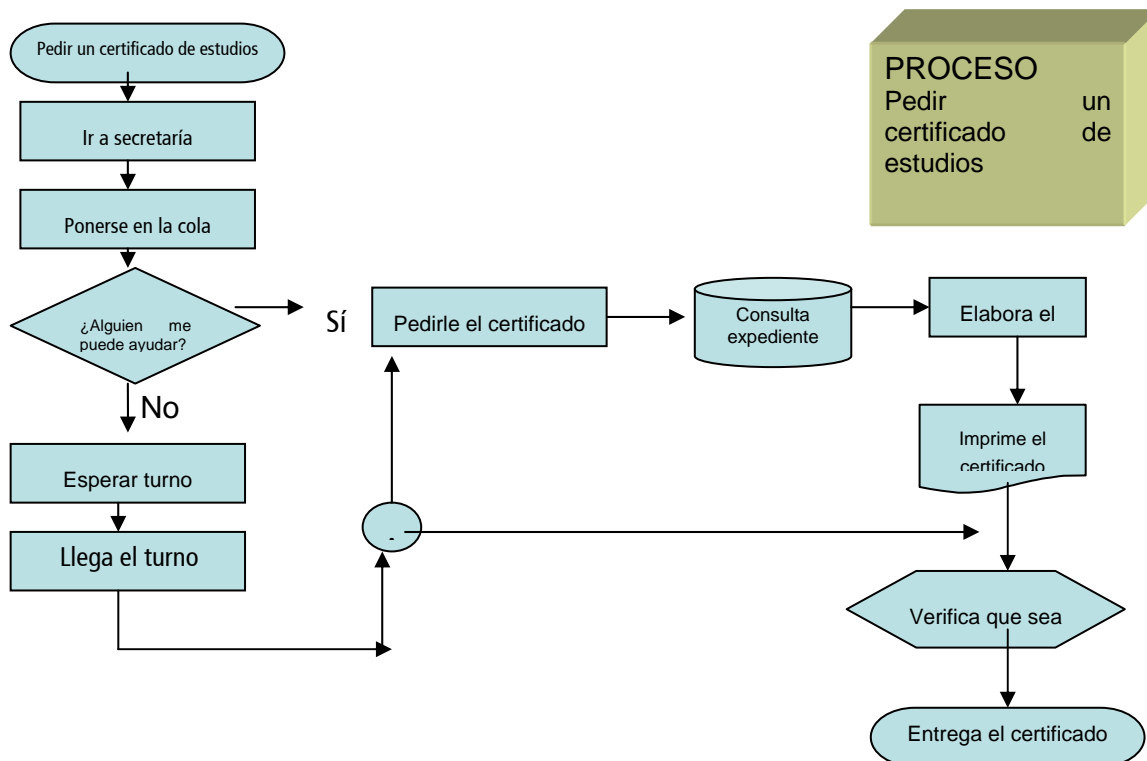 Pedir un certificado de estudios
PROCESO
Pedir un
certificado de
estudios
Ir a secretaría
Ponerse en la cola
¿Alguien me
puede ayudar?
Sí
Pedirle el certificado
Consulta
expediente
Elabora el
No
Imprime el
certificado
Esperar turno
Llega el turno
.
Verifica que sea
Entrega el certificado